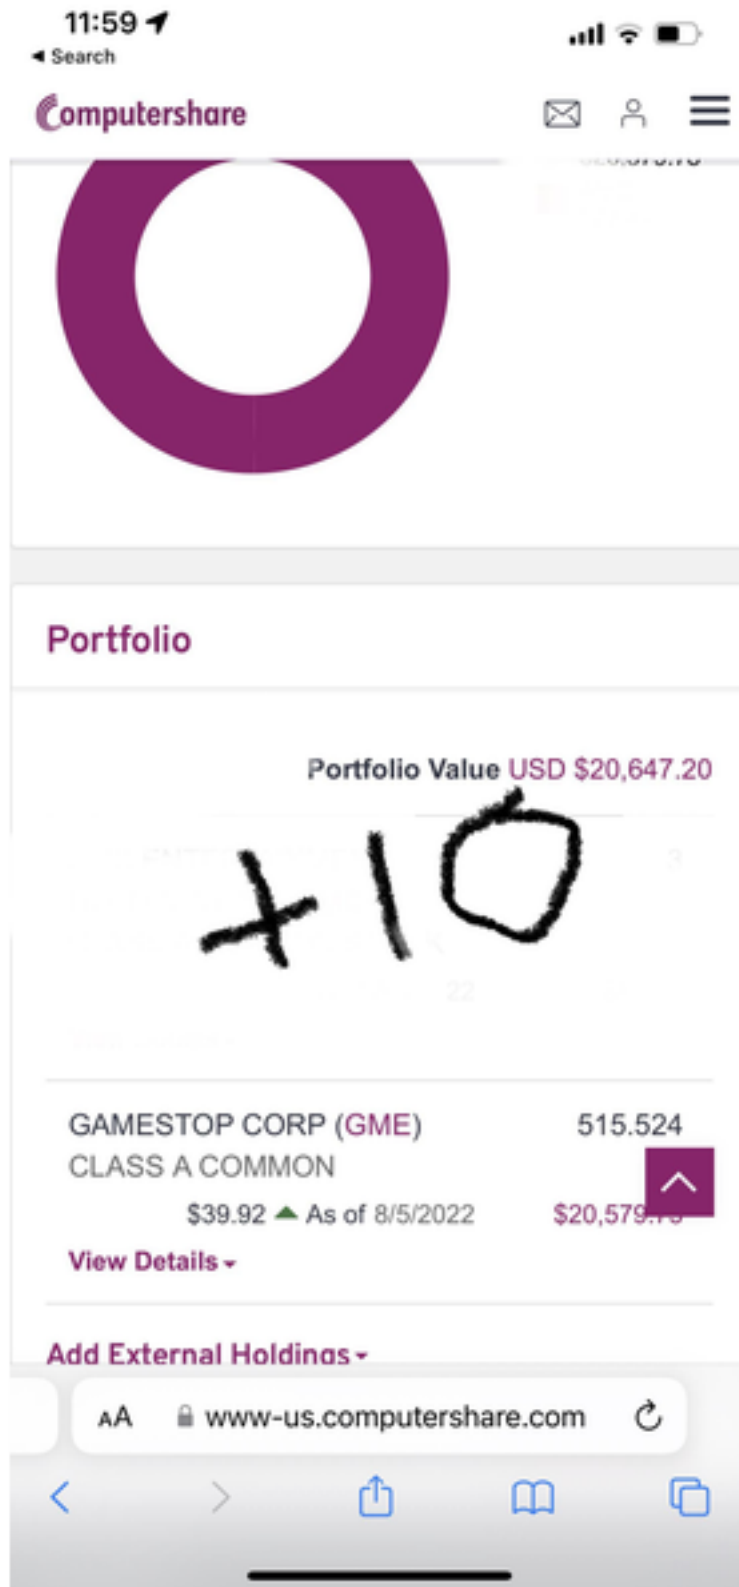 11:59
Search
Computershare
Portfolio
Portfolio Value USD $20,647.20
+10
GAMESTOP CORP (GME) 515.524
CLASS A COMMON
$39.92 As of 8/5/2022
View Details
Add External Holdings
AA www-us.computershare.com